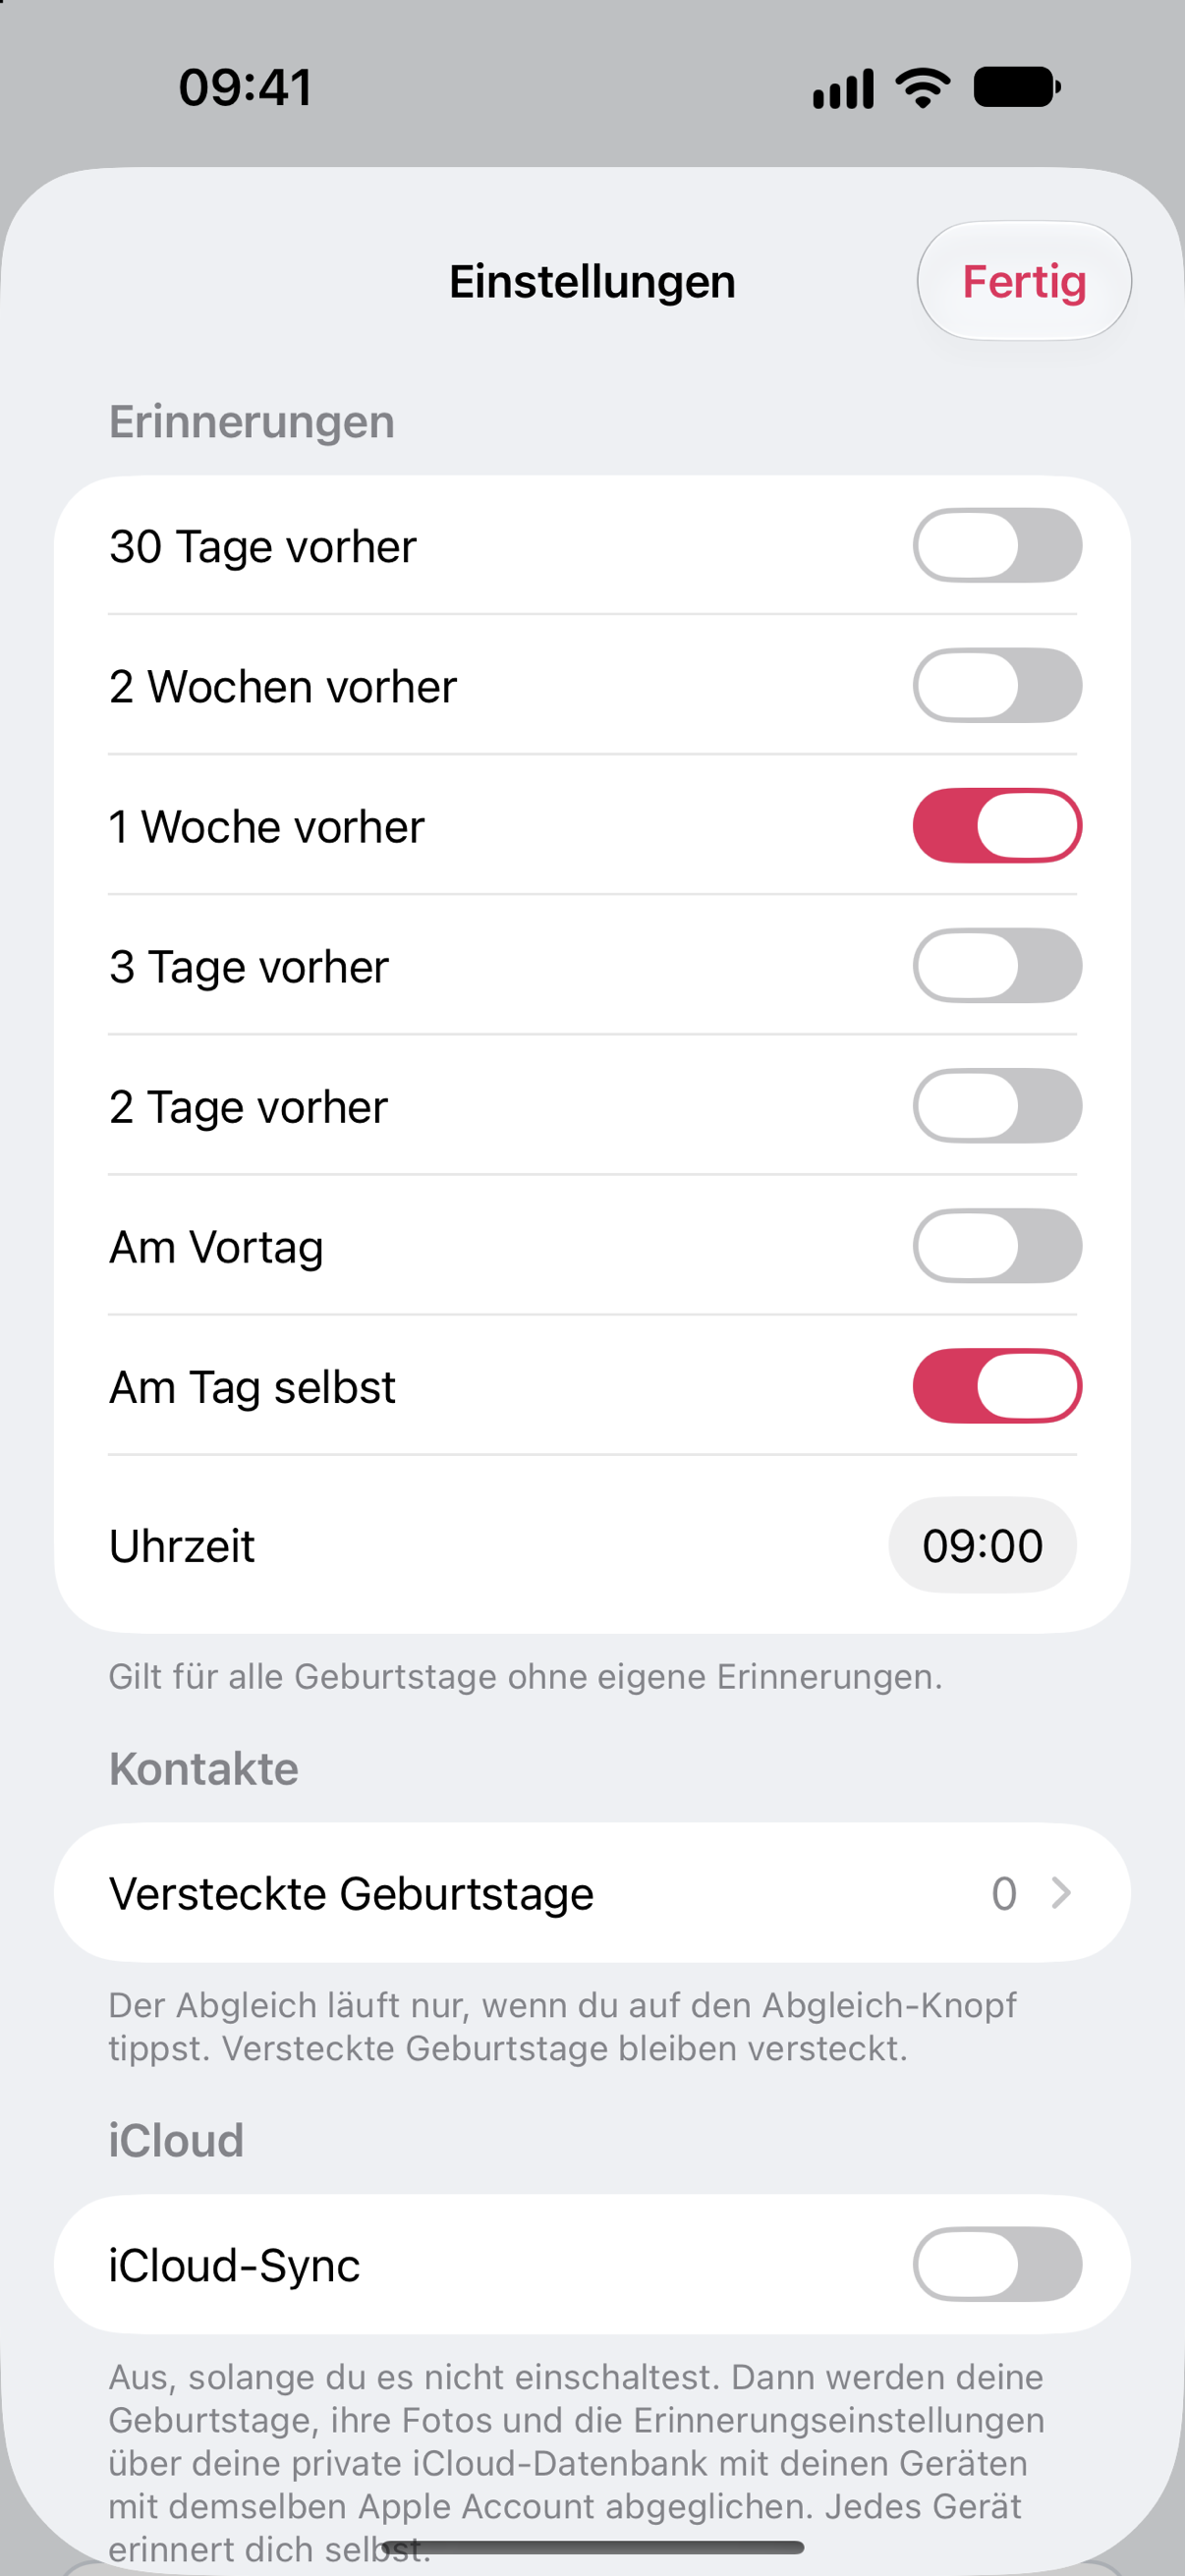 09:41
Einstellungen
Fertig
Erinnerungen
30 Tage vorher
2 Wochen vorher
1 Woche vorher
3 Tage vorher
2 Tage vorher
Am Vortag
Am Tag selbst
Uhrzeit
09:00
Gilt für alle Geburtstage ohne eigene Erinnerungen.
Kontakte
Versteckte Geburtstage
0
Der Abgleich läuft nur, wenn du auf den Abgleich-Knopf
tippst. Versteckte Geburtstage bleiben versteckt.
iCloud
iCloud-Sync
Aus, solange du es nicht einschaltest. Dann werden deine
Geburtstage, ihre Fotos und die Erinnerungseinstellungen
über deine private iCloud-Datenbank mit deinen Geräten
mit demselben Apple Account abgeglichen. Jedes Gerät
erinnert dich selbst.